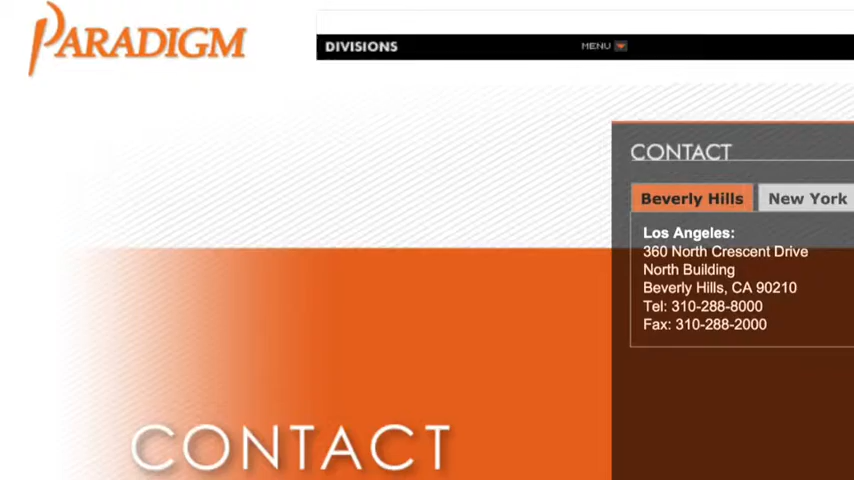 PARADIGM
DIVISIONS
MENU
CONTACT
Beverly Hills
New York
Los Angeles:
360 North Crescent Drive
North Building
Beverly Hills, CA 90210
Tel: 310-288-8000
Fax: 310-288-2000
CONTACT